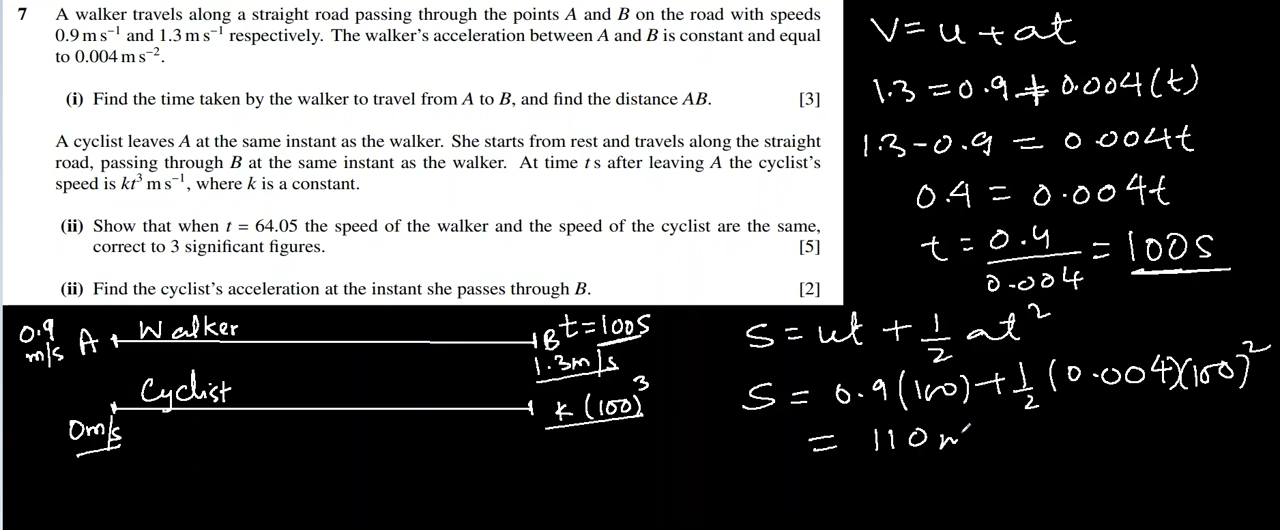 7 A walker travels along a straight road passing through the points A and B on the road with speeds
0.9 m s⁻¹ and 1.3 m s⁻¹ respectively. The walker's acceleration between A and B is constant and equal
to 0.004 m s⁻².
(i) Find the time taken by the walker to travel from A to B, and find the distance AB. [3]
A cyclist leaves A at the same instant as the walker. She starts from rest and travels along the straight
road, passing through B at the same instant as the walker. At time t s after leaving A the cyclist's
speed is kt³ m s⁻¹, where k is a constant.
(ii) Show that when t = 64.05 the speed of the walker and the speed of the cyclist are the same,
correct to 3 significant figures. [5]
(ii) Find the cyclist's acceleration at the instant she passes through B. [2]
V = u + at
1.3 = 0.9 + 0.004(t)
1.3 - 0.9 = 0.004t
0.4 = 0.004t
t = 0.4/0.004 = 100s
0.9 m/s A Walker B t = 100s
1.3m/s
Cyclist
0m/s k(100)³
S = ut + 1/2 at²
S = 0.9(100) + 1/2 (0.004)(100)²
= 110 m